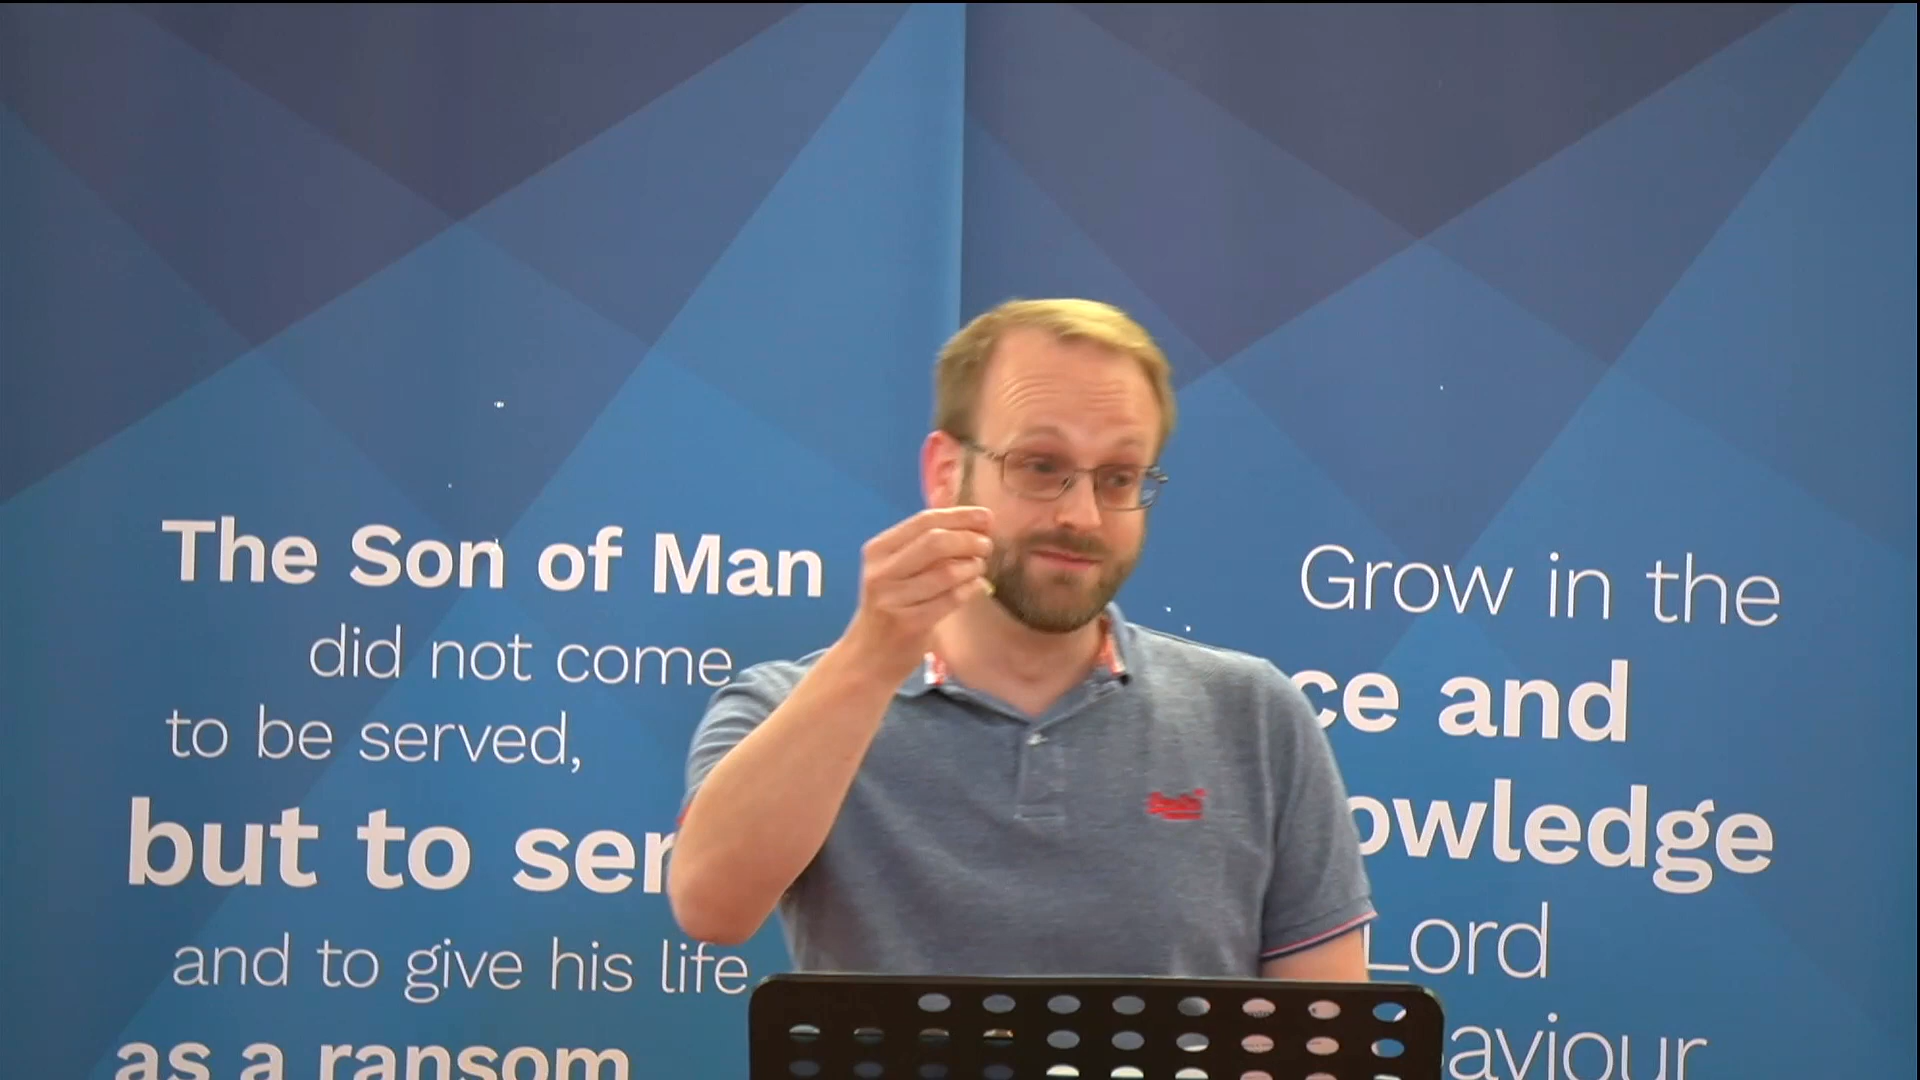 The Son of Man
did not come
to be served,
but to ser
and to give his life
as a ransom
Grow in the
ce and
owledge
Lord
aviour